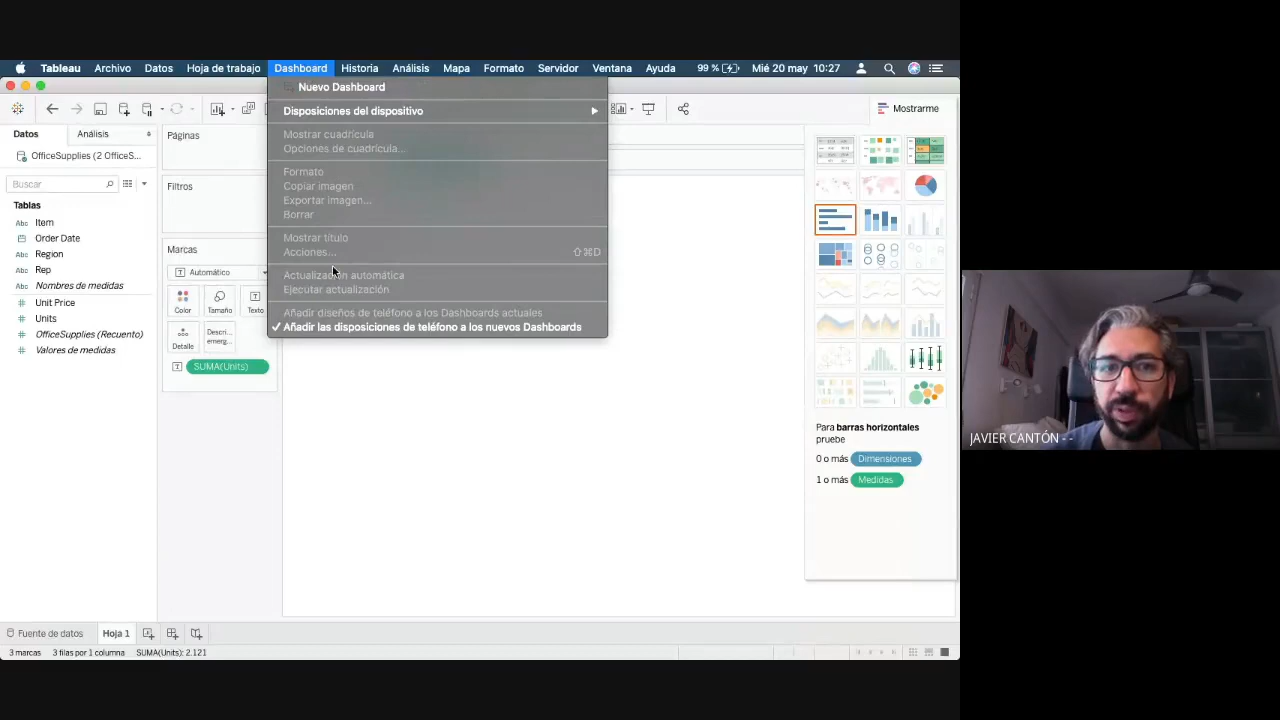 Tableau Archivo Datos Hoja de trabajo Dashboard Historia Análisis Mapa Formato Servidor Ventana Ayuda 99 % Mié 20 may 10:27
Nuevo Dashboard
Disposiciones del dispositivo
Mostrar cuadrícula
Opciones de cuadrícula...
Formato
Copiar imagen
Exportar imagen...
Borrar
Mostrar título
Acciones... ⇧⌘D
Actualización automática
Ejecutar actualización
Añadir diseños de teléfono a los Dashboards actuales
✓ Añadir las disposiciones de teléfono a los nuevos Dashboards
Mostrarme
Datos Análisis
OfficeSupplies (2 OfficeS...
Buscar
Tablas
Abc Item
Order Date
Abc Region
Abc Rep
Abc Nombres de medidas
# Unit Price
# Units
# OfficeSupplies (Recuento)
# Valores de medidas
Páginas
Filtros
Marcas
T Automático
Color Tamaño Texto
Detalle Descri...
emerg...
T SUMA(Units)
Para barras horizontales
pruebe
0 o más Dimensiones
1 o más Medidas
JAVIER CANTÓN - -
Fuente de datos Hoja 1
3 marcas 3 filas por 1 columna SUMA(Units): 2.121